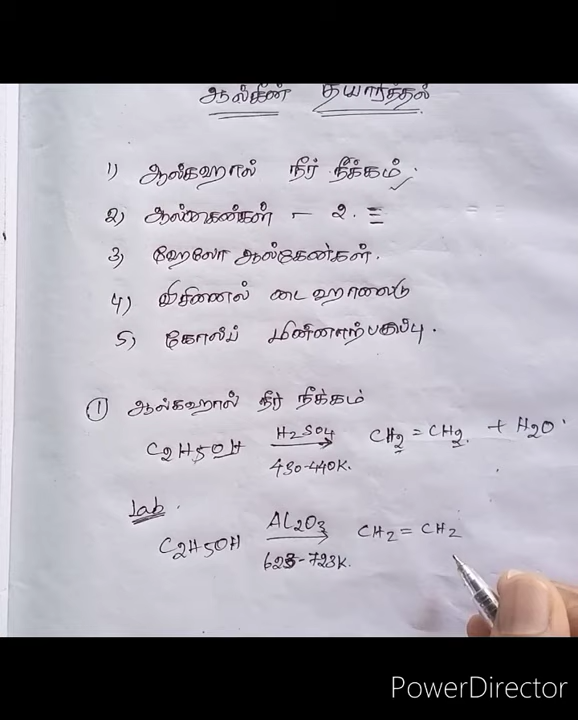 ஆல்கீன் தயாரித்தல்
1) ஆல்கஹால் நீர் நீக்கம்.
2) ஆல்கைன்கள் –
3) ஹேலோ ஆல்கேன்கள்.
4) விசினைல் டை ஹாலைடு
5) கோல்ப் மின்னாற்பகுப்பு.
① ஆல்கஹால் நீர் நீக்கம்
C2H5OH H2SO4 CH2 = CH2 + H2O
430-440K.
Lab.
C2H5OH Al2O3 CH2 = CH2
623-723K.
PowerDirector